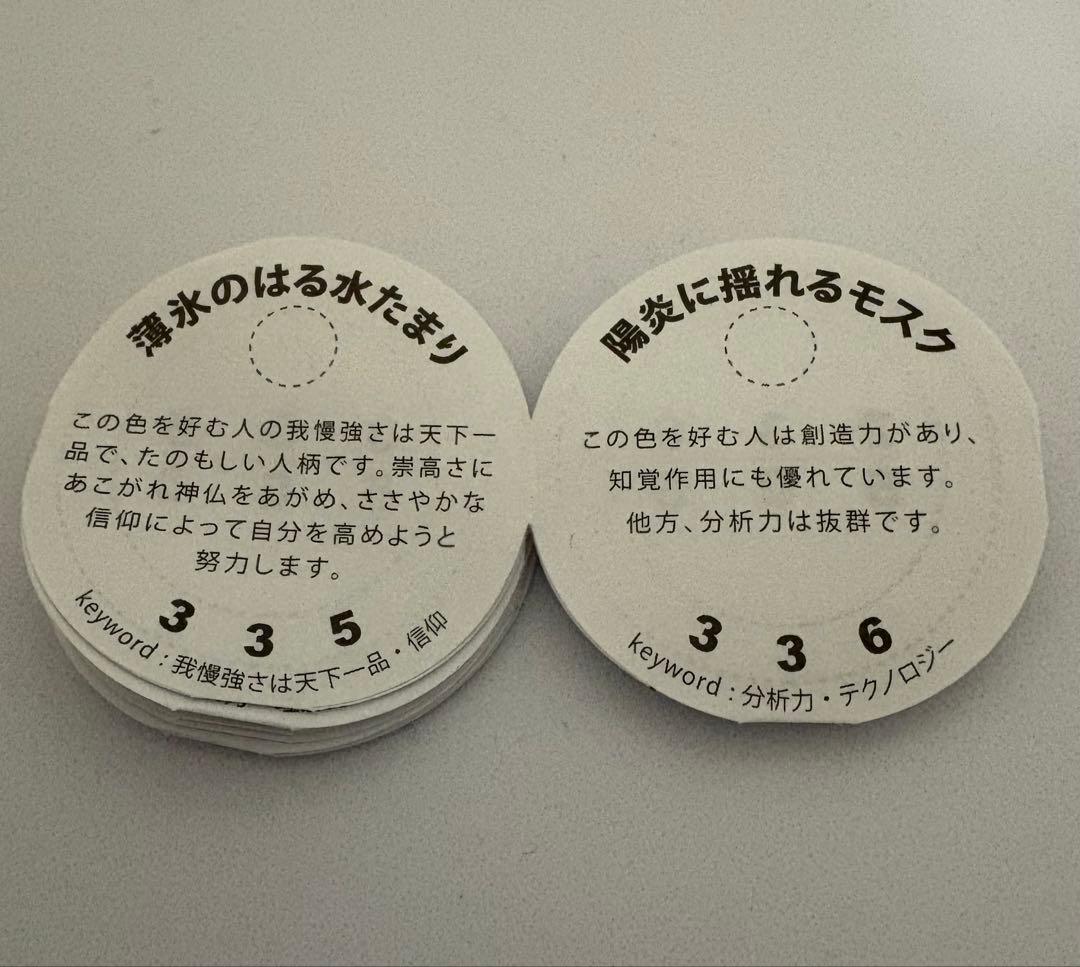 薄氷のはる水たまり
この色を好む人の我慢強さは天下一
品で、たのもしい人柄です。崇高さに
あこがれ神仏をあがめ、ささやかな
信仰によって自分を高めようと
努力します。
3 3 5
keyword : 我慢強さは天下一品・信仰
陽炎に揺れるモスク
この色を好む人は創造力があり、
知覚作用にも優れています。
他方、分析力は抜群です。
3 3 6
keyword : 分析力・テクノロジー